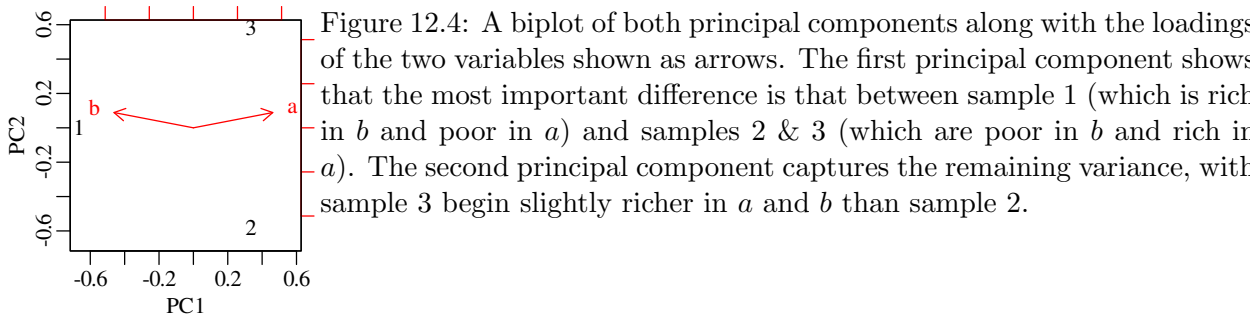 Figure 12.4: A biplot of both principal components along with the loadings
of the two variables shown as arrows. The first principal component shows
that the most important difference is that between sample 1 (which is rich
in b and poor in a) and samples 2 & 3 (which are poor in b and rich in
a). The second principal component captures the remaining variance, with
sample 3 begin slightly richer in a and b than sample 2.
0.6
0.2
-0.2
-0.6
PC2
3
b
a
1
2
-0.6 -0.2 0.2 0.6
PC1